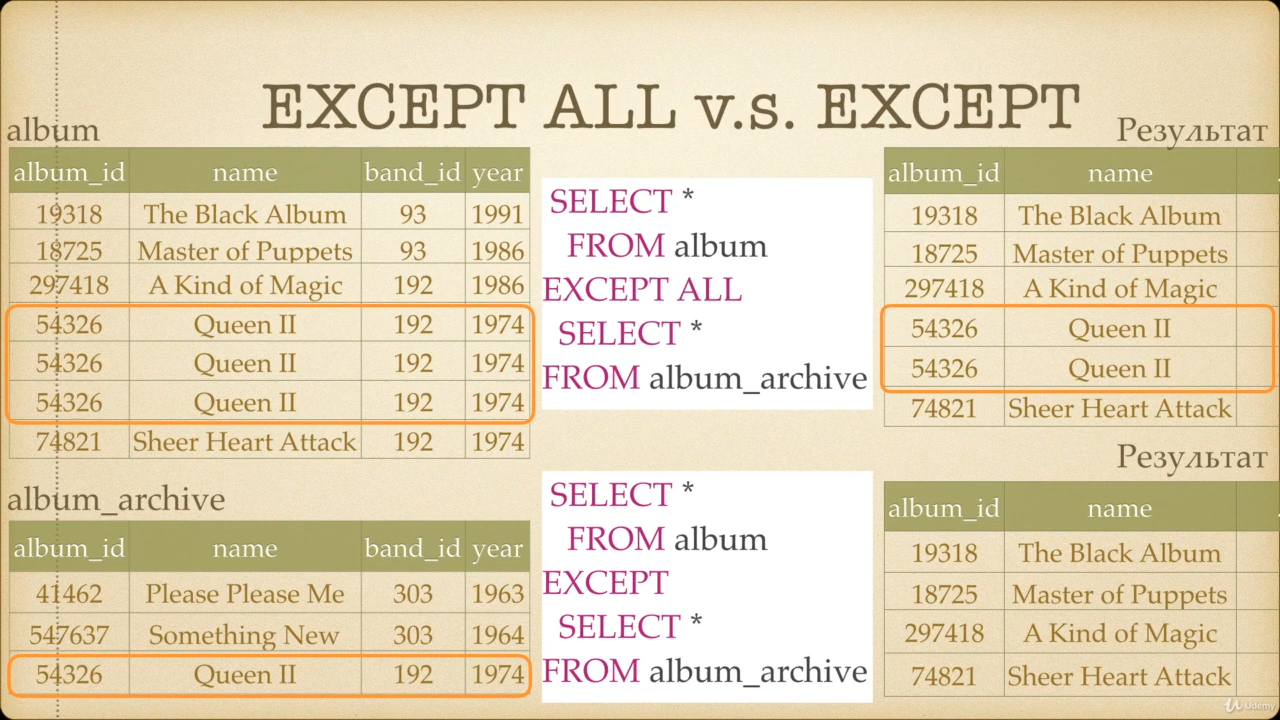 EXCEPT ALL v.s. EXCEPT
album
album_id name band_id year
19318 The Black Album 93 1991
18725 Master of Puppets 93 1986
297418 A Kind of Magic 192 1986
54326 Queen II 192 1974
54326 Queen II 192 1974
54326 Queen II 192 1974
74821 Sheer Heart Attack 192 1974
album_archive
album_id name band_id year
41462 Please Please Me 303 1963
547637 Something New 303 1964
54326 Queen II 192 1974
SELECT *
FROM album
EXCEPT ALL
SELECT *
FROM album_archive
SELECT *
FROM album
EXCEPT
SELECT *
FROM album_archive
Результат
album_id name
19318 The Black Album
18725 Master of Puppets
297418 A Kind of Magic
54326 Queen II
54326 Queen II
74821 Sheer Heart Attack
Результат
album_id name
19318 The Black Album
18725 Master of Puppets
297418 A Kind of Magic
74821 Sheer Heart Attack
Udemy